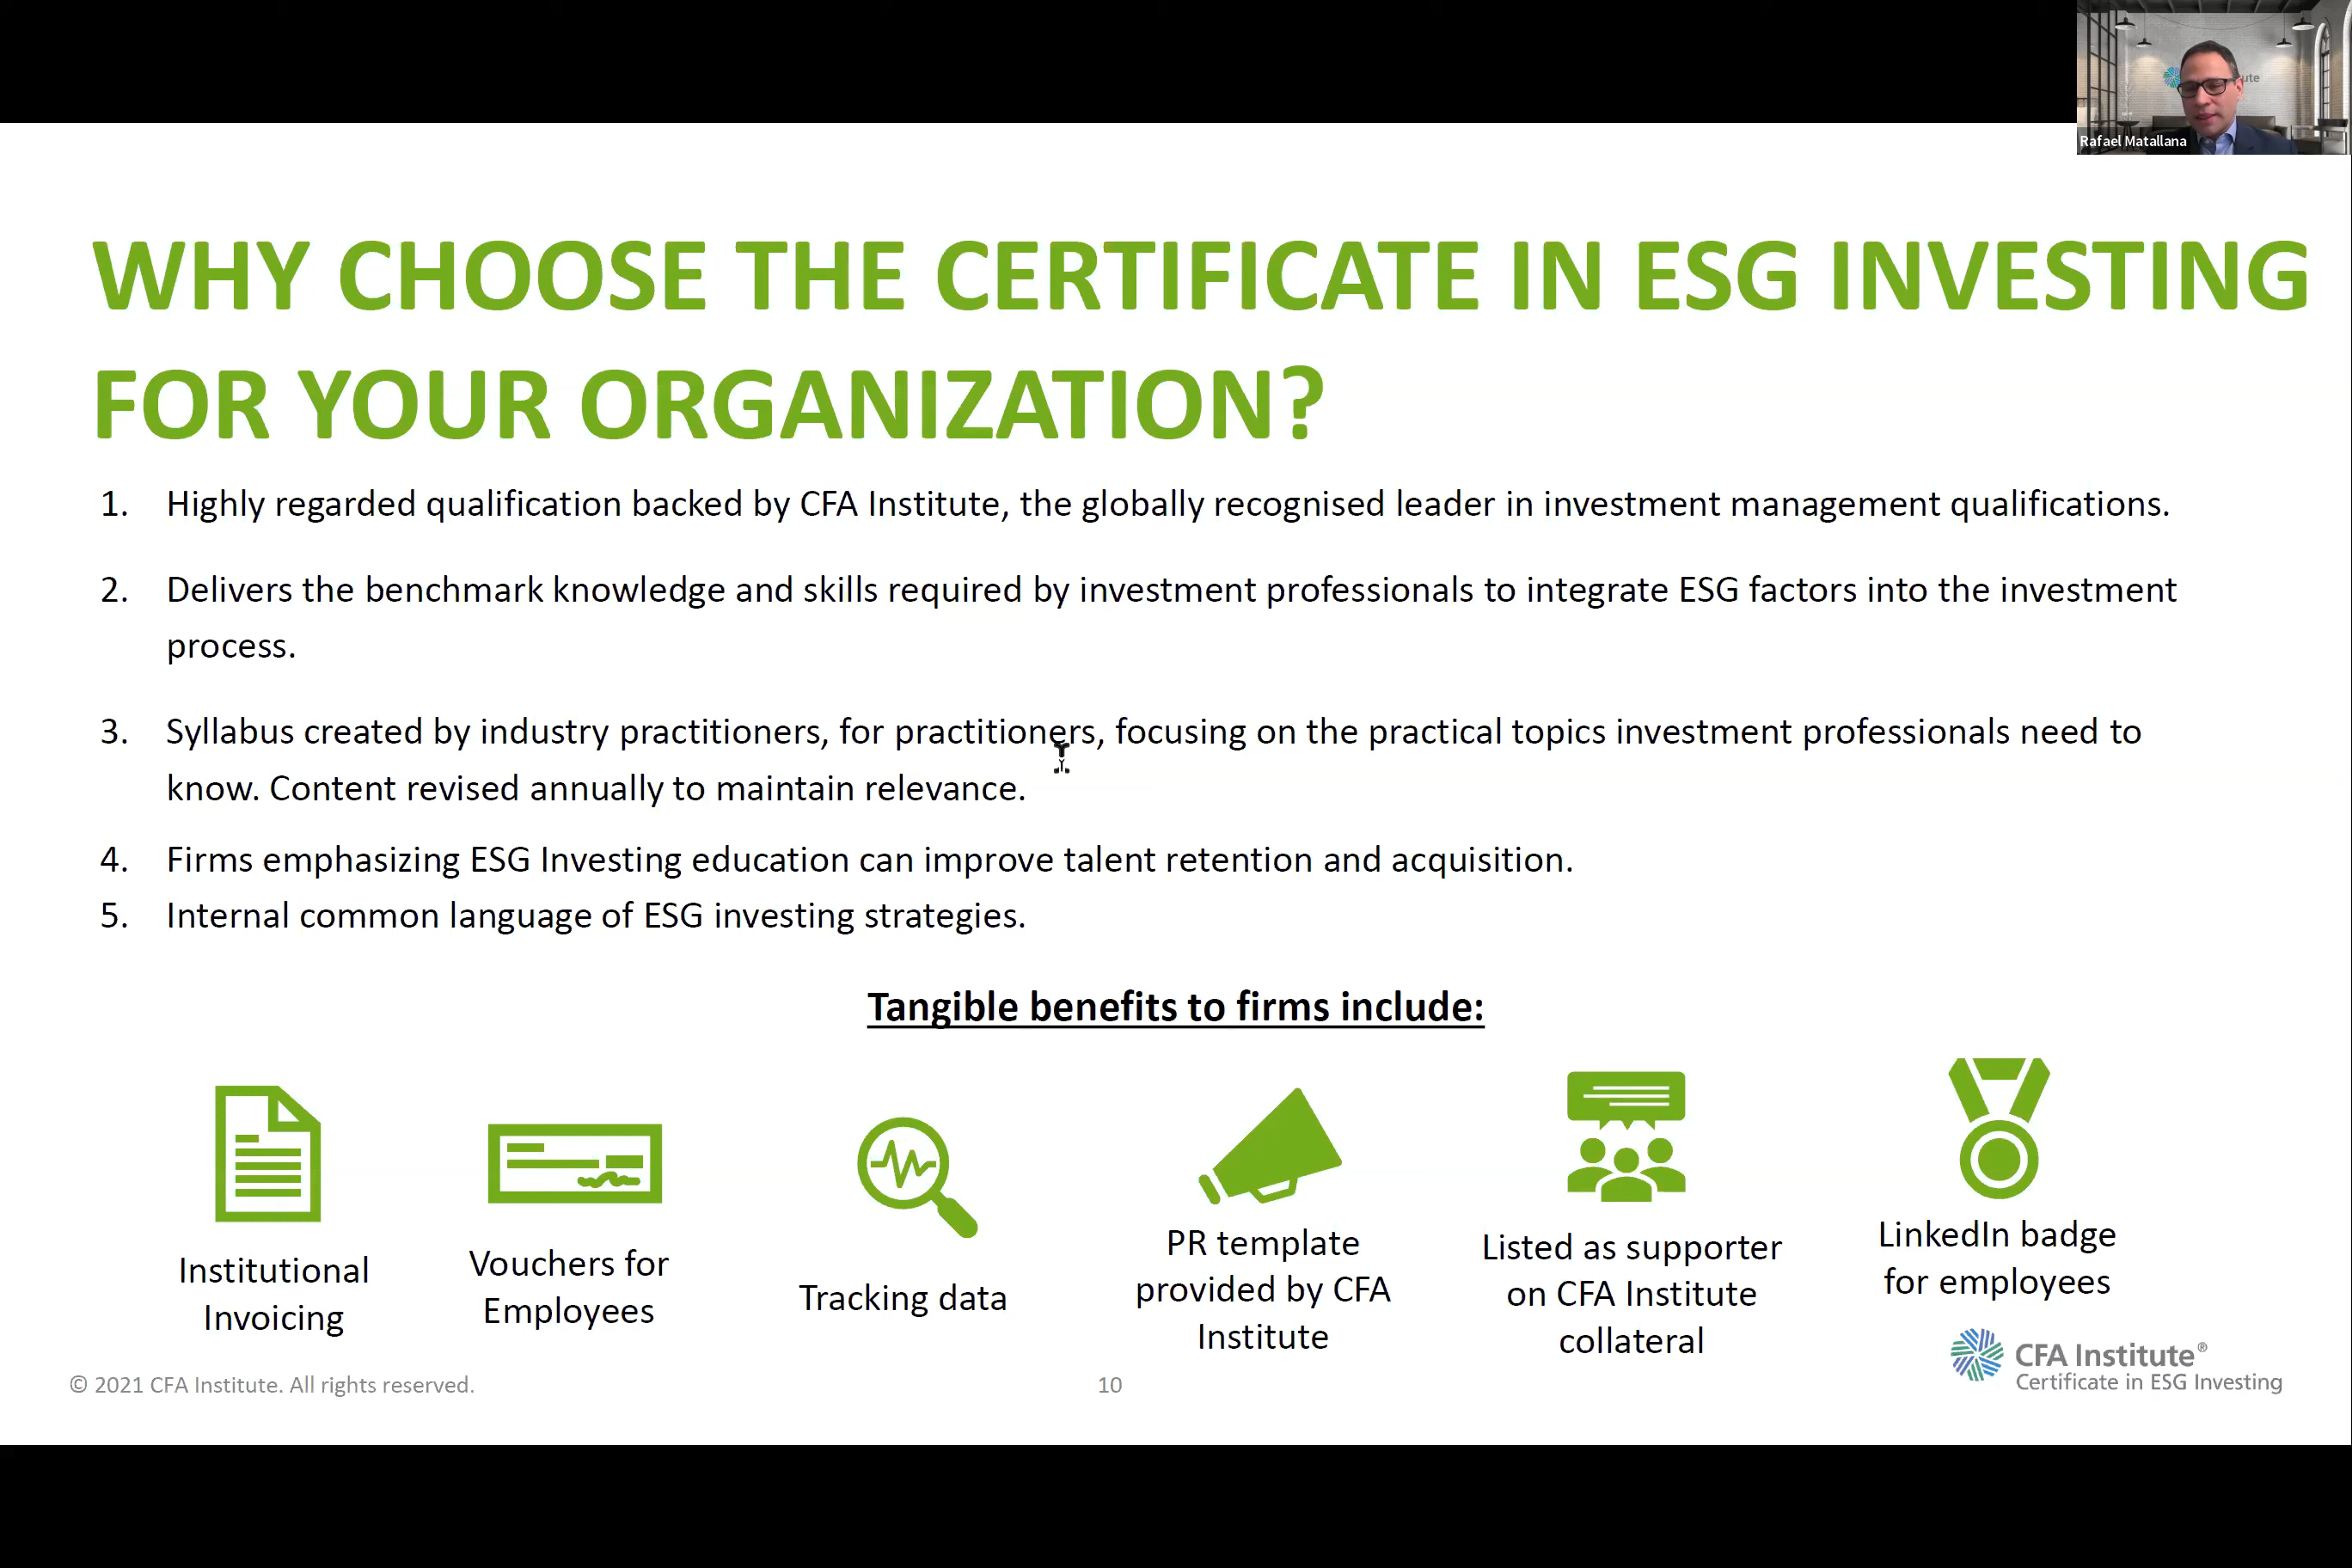 ute
Rafael Matallana
WHY CHOOSE THE CERTIFICATE IN ESG INVESTING
FOR YOUR ORGANIZATION?
1. Highly regarded qualification backed by CFA Institute, the globally recognised leader in investment management qualifications.
2. Delivers the benchmark knowledge and skills required by investment professionals to integrate ESG factors into the investment
process.
3. Syllabus created by industry practitioners, for practitioners, focusing on the practical topics investment professionals need to
know. Content revised annually to maintain relevance.
4. Firms emphasizing ESG Investing education can improve talent retention and acquisition.
5. Internal common language of ESG investing strategies.
Tangible benefits to firms include:
Institutional
Invoicing
Vouchers for
Employees
Tracking data
PR template
provided by CFA
Institute
Listed as supporter
on CFA Institute
collateral
LinkedIn badge
for employees
© 2021 CFA Institute. All rights reserved.
10
CFA Institute®
Certificate in ESG Investing